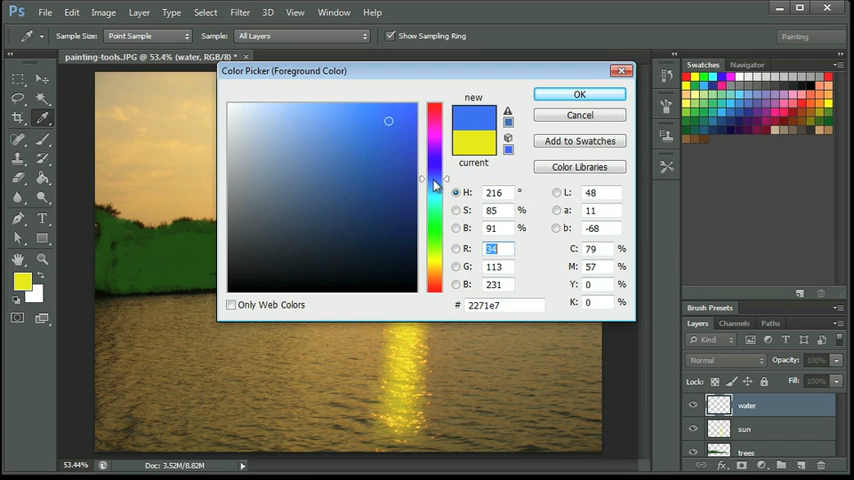 Ps File Edit Image Layer Type Select Filter 3D View Window Help
Sample Size: Point Sample Sample: All Layers Show Sampling Ring Painting
painting-tools.JPG @ 53.4% (water, RGB/8) * ×
Color Picker (Foreground Color)
Swatches Navigator
new
OK
Cancel
Add to Swatches
current
Color Libraries
H: 216 ° L: 48
S: 85 % a: 11
B: 91 % b: -68
R: 34 C: 79 %
G: 113 M: 57 %
B: 231 Y: 0 %
Only Web Colors # 2271e7 K: 0 %
Brush Presets
Layers Channels Paths
Kind
Normal Opacity: 100%
Lock: Fill: 100%
water
sun
trees
53.44% Doc: 3.52M/8.82M
fx